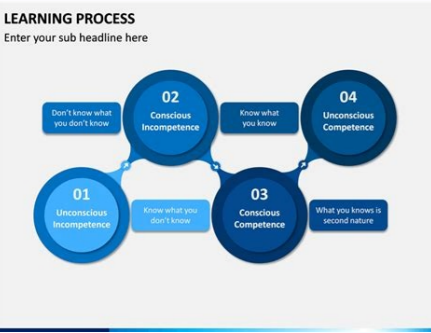 LEARNING PROCESS
Enter your sub headline here
02
Conscious
Incompetence
04
Unconscious
Competence
Don't know what
you don't know
Know what
you know
01
Unconscious
Incompetence
Know what you
don't know
03
Conscious
Competence
What you knows is
second nature